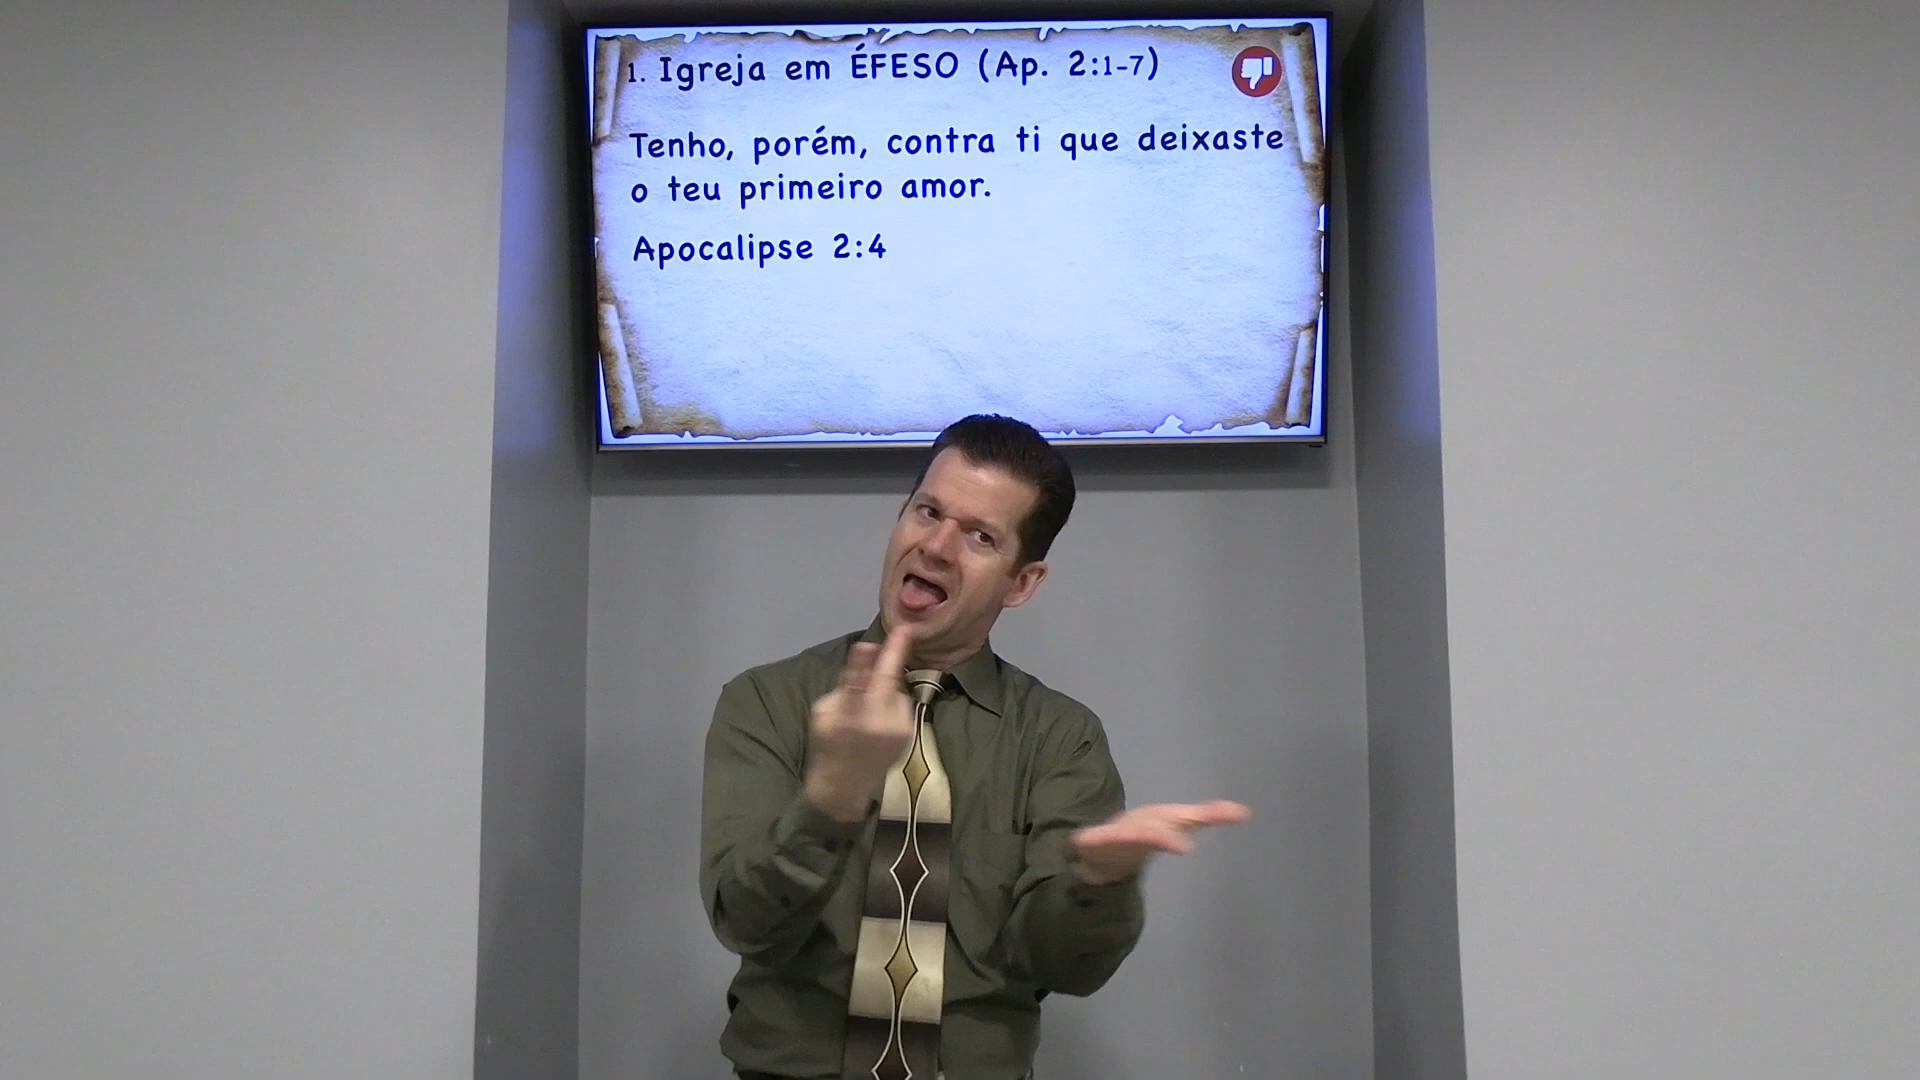 1. Igreja em ÉFESO (Ap. 2:1-7)
Tenho, porém, contra ti que deixaste
o teu primeiro amor.
Apocalipse 2:4